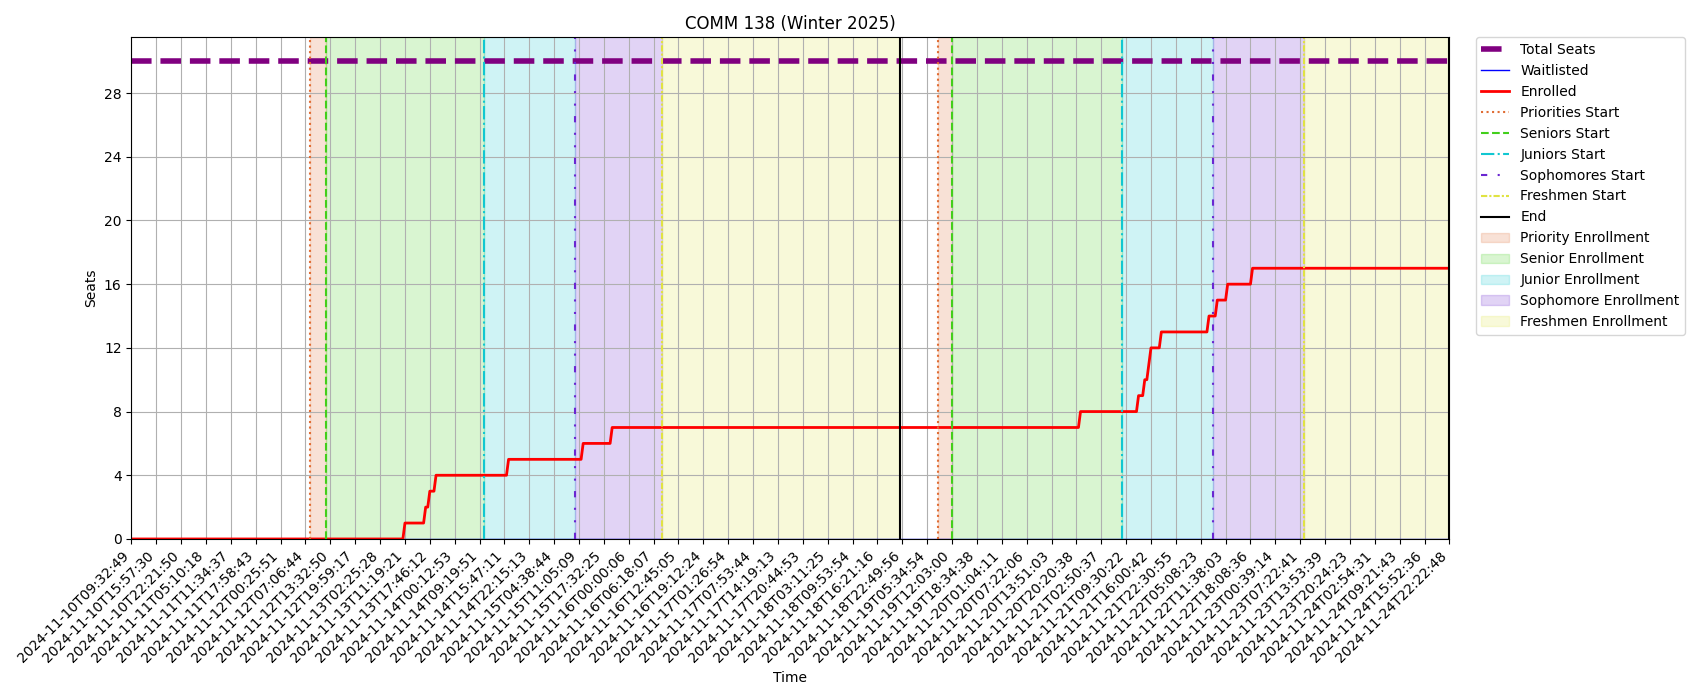 COMM 138 (Winter 2025)
Seats
28
24
20
16
12
8
4
0
2024-11-10T09:32:49
2024-11-10T15:57:30
2024-11-10T22:21:50
2024-11-11T05:10:18
2024-11-11T11:34:37
2024-11-11T17:58:43
2024-11-12T00:25:51
2024-11-12T07:06:44
2024-11-12T13:32:50
2024-11-12T19:59:17
2024-11-13T02:25:28
2024-11-13T11:19:21
2024-11-13T17:46:12
2024-11-14T00:12:53
2024-11-14T09:19:51
2024-11-14T15:47:11
2024-11-14T22:15:13
2024-11-15T04:38:44
2024-11-15T11:05:09
2024-11-15T17:32:25
2024-11-16T00:00:06
2024-11-16T06:18:07
2024-11-16T12:45:05
2024-11-16T19:12:24
2024-11-17T01:26:54
2024-11-17T07:53:44
2024-11-17T14:19:13
2024-11-17T20:44:53
2024-11-18T03:11:25
2024-11-18T09:53:54
2024-11-18T16:21:16
2024-11-18T22:49:56
2024-11-19T05:34:54
2024-11-19T12:03:00
2024-11-19T18:34:38
2024-11-20T01:04:11
2024-11-20T07:22:06
2024-11-20T13:51:03
2024-11-20T20:20:38
2024-11-21T02:50:37
2024-11-21T09:30:22
2024-11-21T16:00:42
2024-11-21T22:30:55
2024-11-22T05:08:23
2024-11-22T11:38:03
2024-11-22T18:08:36
2024-11-23T00:39:14
2024-11-23T07:22:41
2024-11-23T13:53:39
2024-11-23T20:24:23
2024-11-24T02:54:31
2024-11-24T09:21:43
2024-11-24T15:52:36
2024-11-24T22:22:48
Time
Total Seats
Waitlisted
Enrolled
Priorities Start
Seniors Start
Juniors Start
Sophomores Start
Freshmen Start
End
Priority Enrollment
Senior Enrollment
Junior Enrollment
Sophomore Enrollment
Freshmen Enrollment